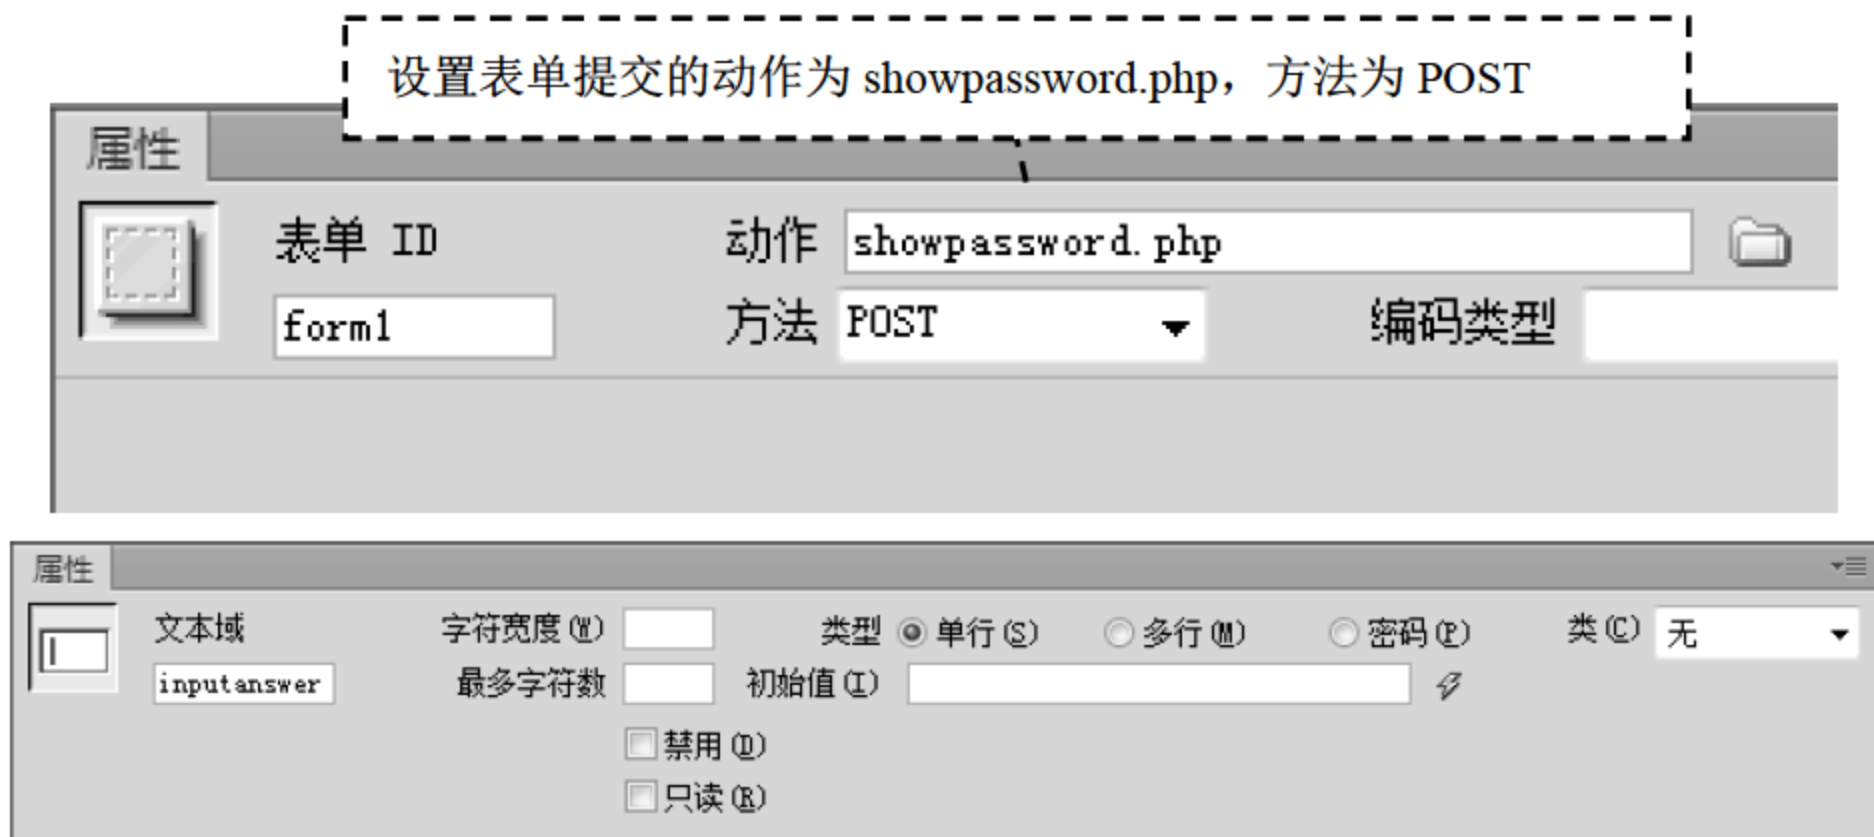 设置表单提交的动作为 showpassword.php，方法为 POST
属性
表单 ID 动作 showpassword.php
form1 方法 POST 编码类型
属性
文本域 字符宽度(W) 类型 单行(S) 多行(M) 密码(P) 类(C) 无
inputanswer 最多字符数 初始值(I)
禁用(D)
只读(R)